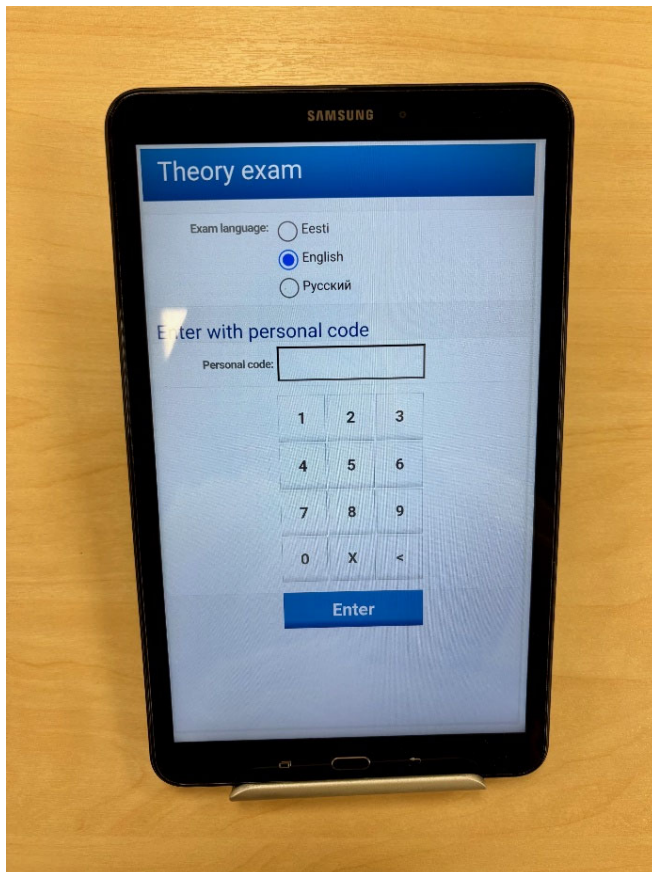 SAMSUNG
Theory exam
Exam language:
Eesti
English
Русский
Enter with personal code
Personal code:
1 2 3
4 5 6
7 8 9
0 X <
Enter